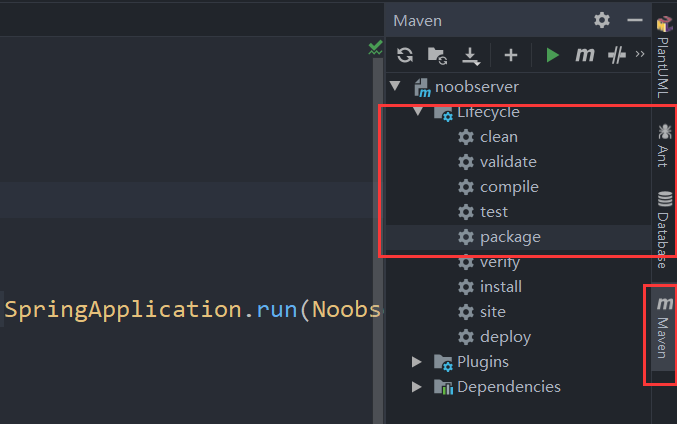 Maven
noobserver
Lifecycle
clean
validate
compile
test
package
verify
install
site
deploy
Plugins
Dependencies
SpringApplication.run(Noobs
PlantUML
Ant
Database
m Maven